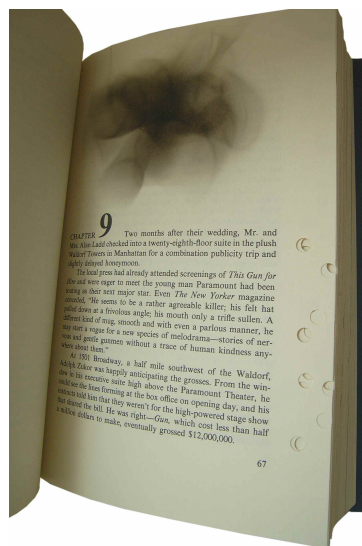 CHAPTER 9 Two months after their wedding, Mr. and
Mrs. Alan Ladd checked into a twenty-eighth-floor suite in the plush
Waldorf Towers in Manhattan for a combination publicity trip and
slightly delayed honeymoon.
The local press had already attended screenings of This Gun for
Hire and were eager to meet the young man Paramount had been
touting as their next major star. Even The New Yorker magazine
conceded, "He seems to be a rather agreeable killer; his felt hat
pulled down at a frivolous angle; his mouth only a trifle sullen. A
different kind of mug, smooth and with even a parlous manner, he
may start a vogue for a new species of melodrama—stories of ner-
vous and gentle gunmen without a trace of human kindness any-
where about them."
At 1501 Broadway, a half mile southwest of the Waldorf,
Adolph Zukor was happily anticipating the grosses. From the win-
dow in his executive suite high above the Paramount Theater, he
could see the lines forming at the box office on opening day, and his
instincts told him that they weren't for the high-powered stage show
that shared the bill. He was right—Gun, which cost less than half
a million dollars to make, eventually grossed $12,000,000.
67